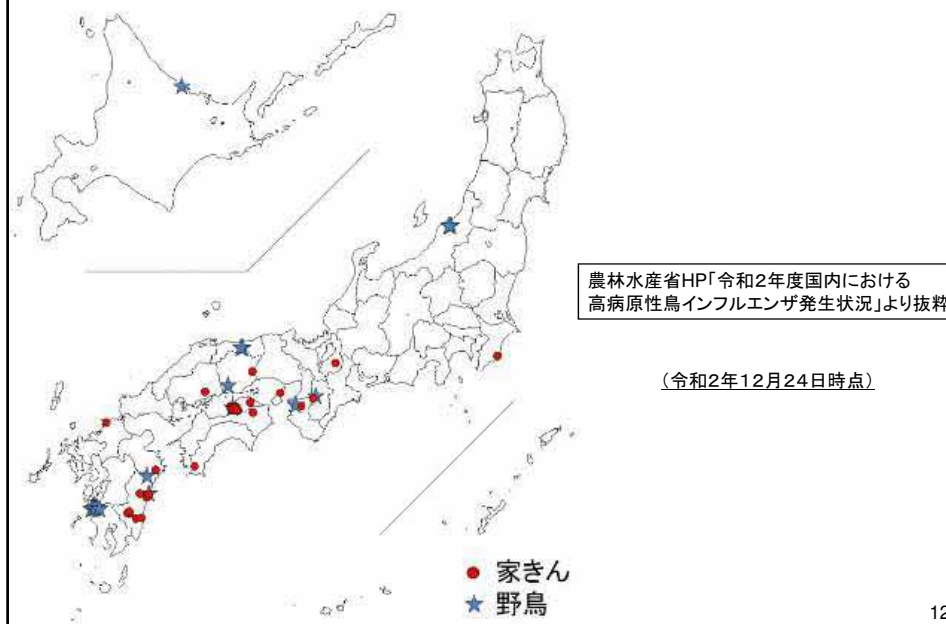 農林水産省HP「令和2年度国内における
高病原性鳥インフルエンザ発生状況」より抜粋
(令和2年12月24日時点)
家きん
野鳥
12